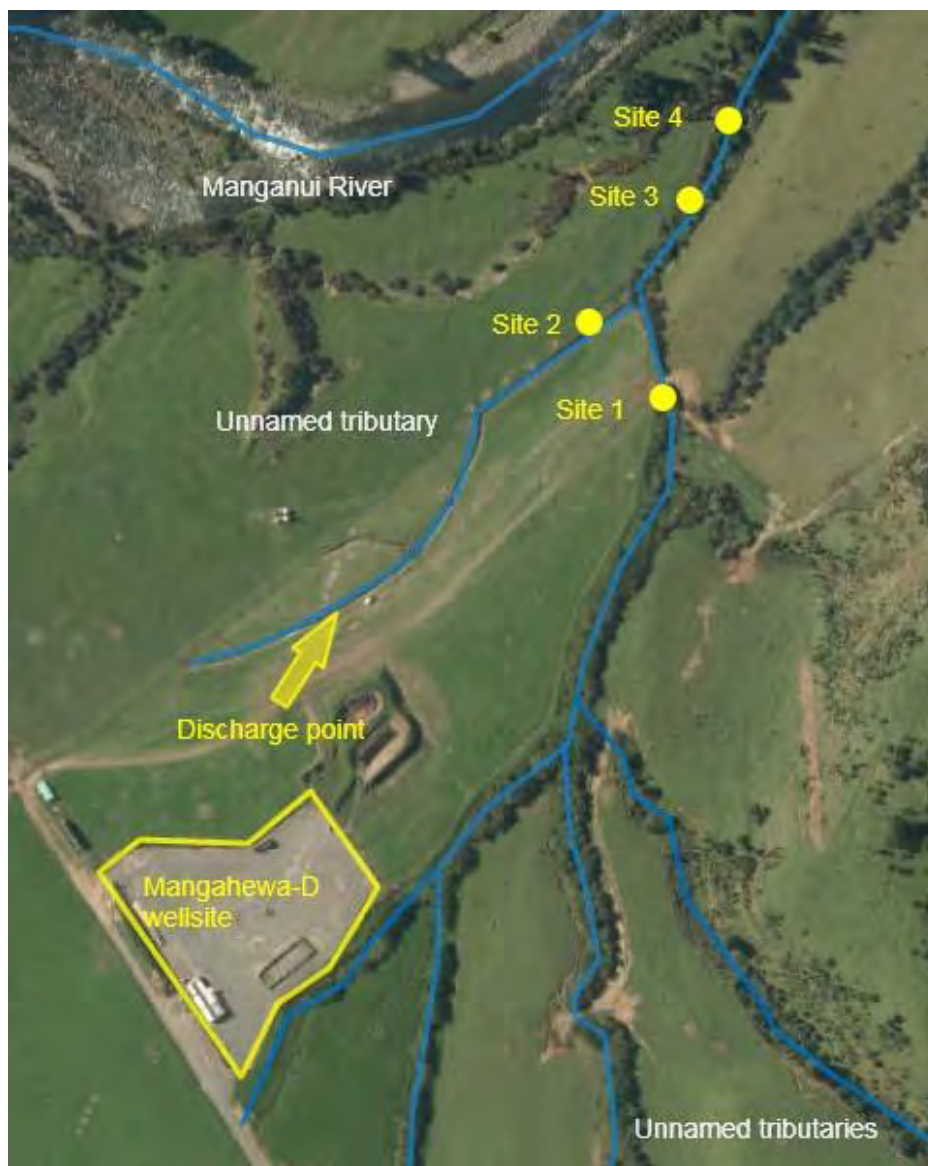 Site 4
Manganui River
Site 3
Site 2
Unnamed tributary
Site 1
Discharge point
Mangahewa-D
wellsite
Unnamed tributaries